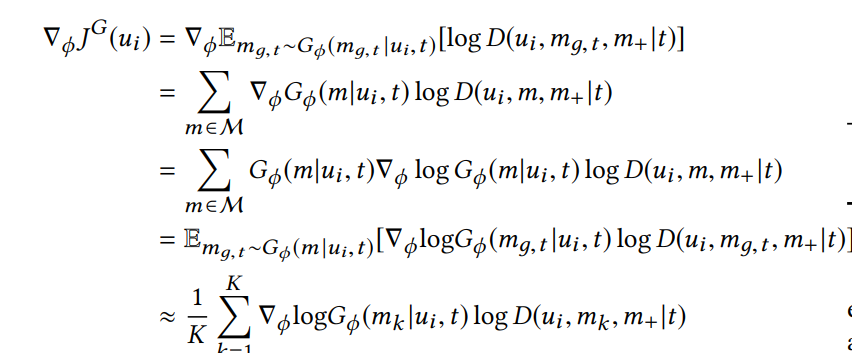 ∇_ϕ J^G(u_i) = ∇_ϕ 𝔼_{m_{g,t}∼G_ϕ(m_{g,t}|u_i,t)}[log D(u_i, m_{g,t}, m_+|t)]
= ∑_{m∈ℳ} ∇_ϕ G_ϕ(m|u_i, t) log D(u_i, m, m_+|t)
= ∑_{m∈ℳ} G_ϕ(m|u_i, t)∇_ϕ log G_ϕ(m|u_i, t) log D(u_i, m, m_+|t)
= 𝔼_{m_{g,t}∼G_ϕ(m|u_i,t)}[∇_ϕ logG_ϕ(m_{g,t}|u_i, t) log D(u_i, m_{g,t}, m_+|t)]
≈ \frac{1}{K} ∑_{k=1}^{K} ∇_ϕ logG_ϕ(m_k|u_i, t) log D(u_i, m_k, m_+|t)